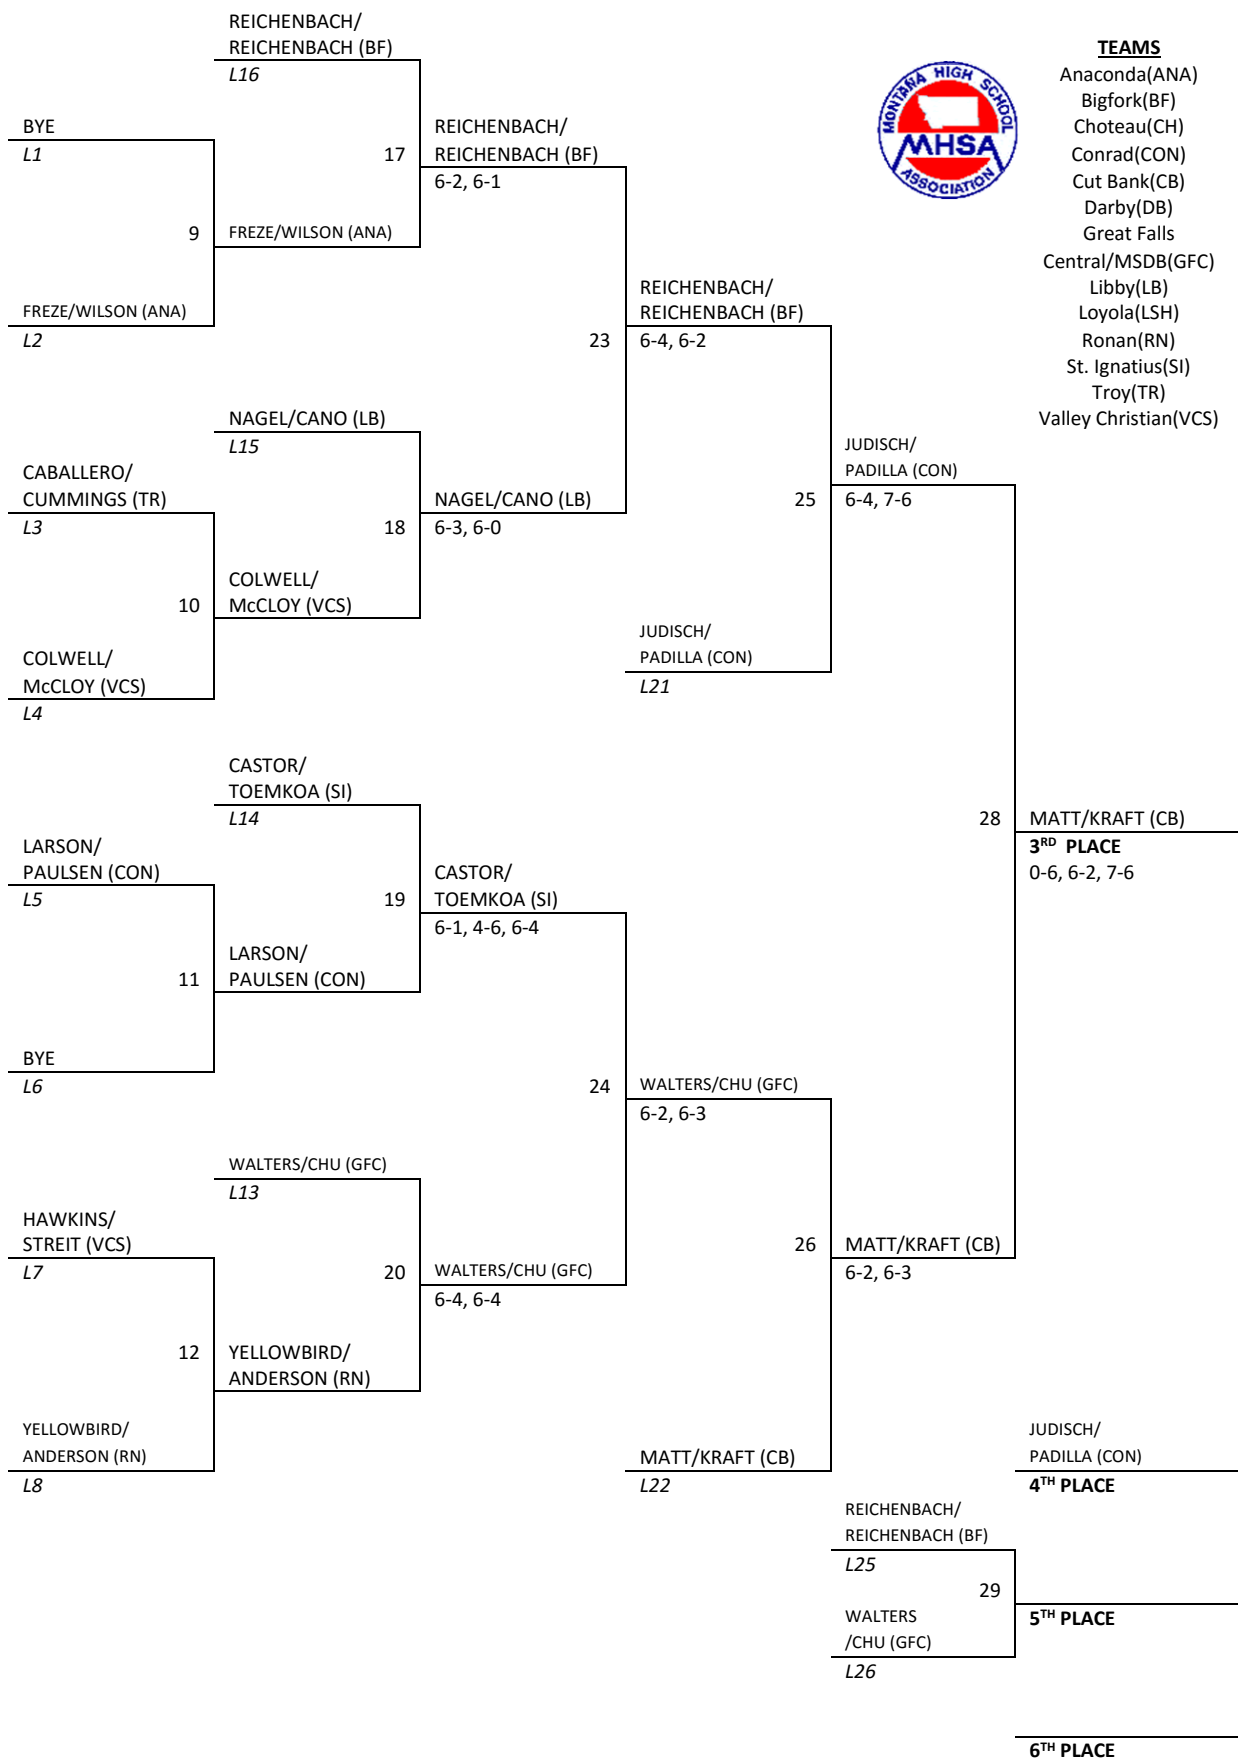 REICHENBACH/
REICHENBACH (BF)
L16
TEAMS
Anaconda(ANA)
Bigfork(BF)
Choteau(CH)
Conrad(CON)
Cut Bank(CB)
Darby(DB)
Great Falls
Central/MSDB(GFC)
Libby(LB)
Loyola(LSH)
Ronan(RN)
St. Ignatius(SI)
Troy(TR)
Valley Christian(VCS)
MONTANA HIGH SCHOOL
MHSA
ASSOCIATION
BYE
L1
17
REICHENBACH/
REICHENBACH (BF)
6-2, 6-1
9
FREZE/WILSON (ANA)
FREZE/WILSON (ANA)
L2
23
REICHENBACH/
REICHENBACH (BF)
6-4, 6-2
NAGEL/CANO (LB)
L15
CABALLERO/
CUMMINGS (TR)
L3
18
NAGEL/CANO (LB)
6-3, 6-0
25
JUDISCH/
PADILLA (CON)
6-4, 7-6
10
COLWELL/
McCLOY (VCS)
COLWELL/
McCLOY (VCS)
L4
JUDISCH/
PADILLA (CON)
L21
CASTOR/
TOEMKOA (SI)
L14
28
MATT/KRAFT (CB)
3RD PLACE
0-6, 6-2, 7-6
LARSON/
PAULSEN (CON)
L5
19
CASTOR/
TOEMKOA (SI)
6-1, 4-6, 6-4
11
LARSON/
PAULSEN (CON)
BYE
L6
24
WALTERS/CHU (GFC)
6-2, 6-3
WALTERS/CHU (GFC)
L13
HAWKINS/
STREIT (VCS)
L7
20
WALTERS/CHU (GFC)
6-4, 6-4
26
MATT/KRAFT (CB)
6-2, 6-3
12
YELLOWBIRD/
ANDERSON (RN)
YELLOWBIRD/
ANDERSON (RN)
L8
MATT/KRAFT (CB)
L22
JUDISCH/
PADILLA (CON)
4TH PLACE
REICHENBACH/
REICHENBACH (BF)
L25
29
5TH PLACE
WALTERS
/CHU (GFC)
L26
6TH PLACE